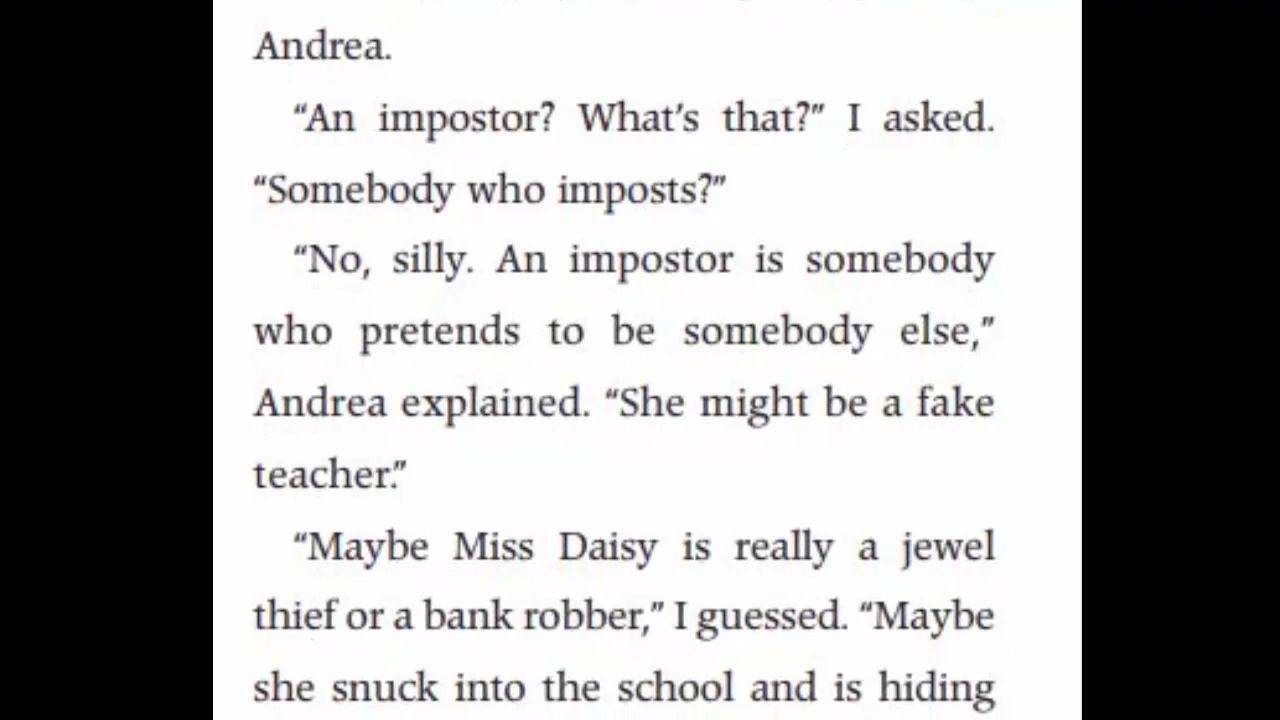 Andrea.
“An impostor? What’s that?” I asked.
“Somebody who imposts?”
“No, silly. An impostor is somebody
who pretends to be somebody else,”
Andrea explained. “She might be a fake
teacher.”
“Maybe Miss Daisy is really a jewel
thief or a bank robber,” I guessed. “Maybe
she snuck into the school and is hiding